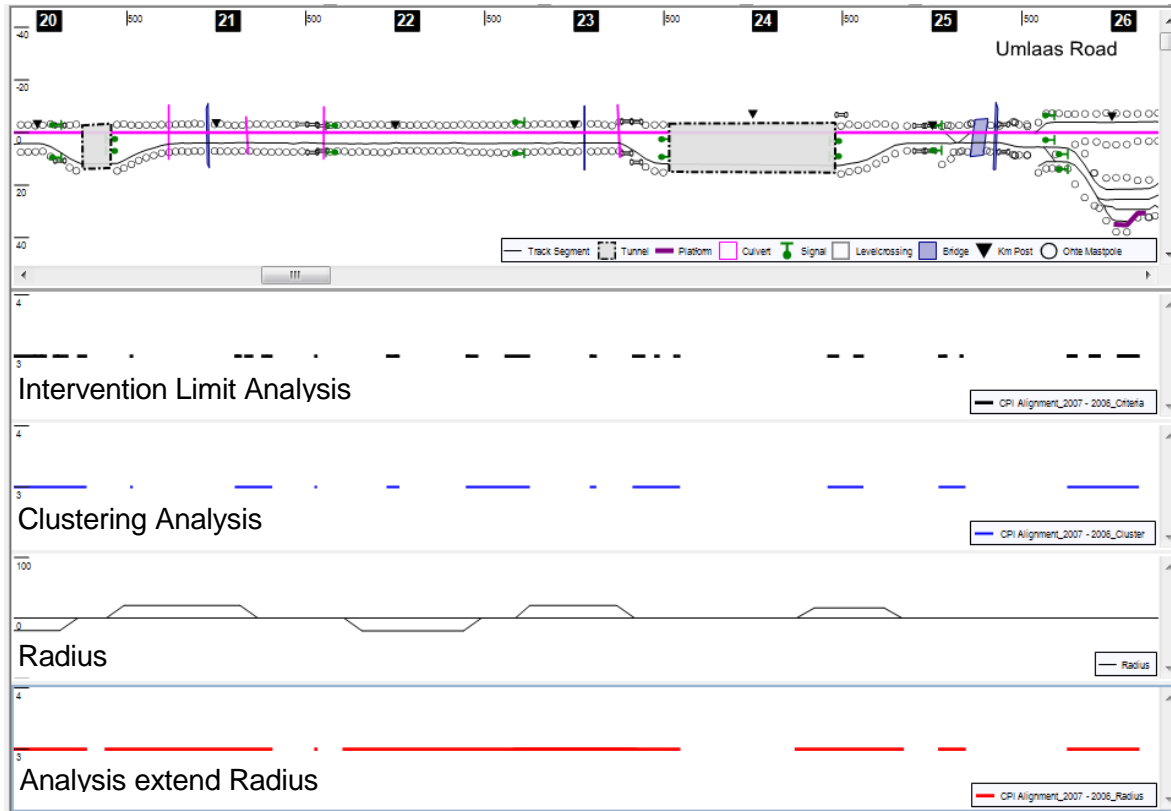 20 |500 21 |500 22 |500 23 |500 24 |500 25 |500 26
-40
Umlaas Road
-20
0
20
40
Track Segment Tunnel Platform Culvert Signal Levelcrossing Bridge Km Post Ohte Mastpole
4
3
Intervention Limit Analysis
CPI Alignment_2007 - 2006_Criteria
4
3
Clustering Analysis
CPI Alignment_2007 - 2006_Cluster
100
0
Radius
Radius
4
3
Analysis extend Radius
CPI Alignment_2007 - 2006_Radius